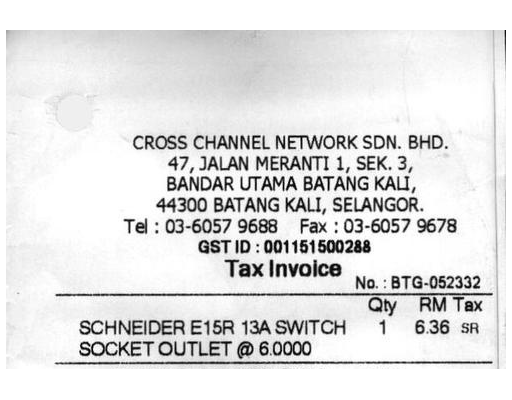 CROSS CHANNEL NETWORK SDN. BHD.
47, JALAN MERANTI 1, SEK. 3,
BANDAR UTAMA BATANG KALI,
44300 BATANG KALI, SELANGOR.
Tel : 03-6057 9688 Fax : 03-6057 9678
GST ID : 001151500288
Tax Invoice
No. : BTG-052332
Qty RM Tax
SCHNEIDER E15R 13A SWITCH 1 6.36 SR
SOCKET OUTLET @ 6.0000